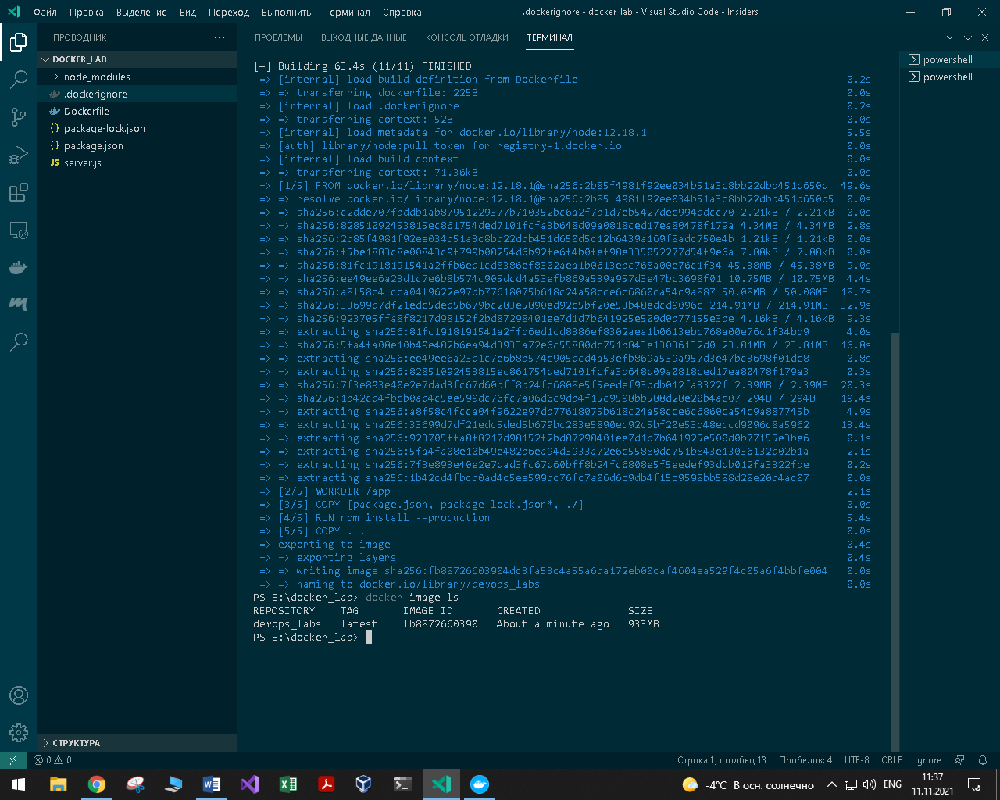 Файл Правка Выделение Вид Переход Выполнить Терминал Справка .dockerignore - docker_lab - Visual Studio Code - Insiders
ПРОВОДНИК
DOCKER_LAB
node_modules
.dockerignore
Dockerfile
package-lock.json
package.json
JS server.js
СТРУКТУРА
ПРОБЛЕМЫ ВЫХОДНЫЕ ДАННЫЕ КОНСОЛЬ ОТЛАДКИ ТЕРМИНАЛ
[+] Building 63.4s (11/11) FINISHED
=> [internal] load build definition from Dockerfile 0.2s
=> => transferring dockerfile: 225B 0.0s
=> [internal] load .dockerignore 0.2s
=> => transferring context: 52B 0.0s
=> [internal] load metadata for docker.io/library/node:12.18.1 5.5s
=> [auth] library/node:pull token for registry-1.docker.io 0.0s
=> [internal] load build context 0.0s
=> => transferring context: 71.36kB 0.0s
=> [1/5] FROM docker.io/library/node:12.18.1@sha256:2b85f4981f92ee034b51a3c8bb22dbb451d650d 49.6s
=> => resolve docker.io/library/node:12.18.1@sha256:2b85f4981f92ee034b51a3c8bb22dbb451d650d5 0.0s
=> => sha256:c2dde707fbddb1ab87951229377b710352bc6a2f7b1d7eb5427dec994ddcc70 2.21kB / 2.21kB 0.0s
=> => sha256:82851092453815ec861754ded7101fcfa3b648d09a0818ced17ea80478f179a 4.34MB / 4.34MB 2.8s
=> => sha256:2b85f4981f92ee034b51a3c8bb22dbb451d650d5c12b6439a169f8adc750e4b 1.21kB / 1.21kB 0.0s
=> => sha256:f5be1883c8e00843c9f799b08254d6b92fe6f4b0fef98e335052277d54f9e6a 7.88kB / 7.88kB 0.0s
=> => sha256:81fc1918191541a2ffb6ed1cd8386ef8302aea1b0613ebc768a00e76c1f34 45.38MB / 45.38MB 9.0s
=> => sha256:ee49ee6a23d1c7e6b8b574c905dcd4a53efb869a539a957d3e47bc3698f01 10.75MB / 10.75MB 4.4s
=> => sha256:a8f58c4fcca04f9622e97db77618075b618c24a58cce6c6860ca54c9a887 50.08MB / 50.08MB 18.7s
=> => sha256:33699d7df21edc5ded5b679bc283e5890ed92c5bf20e53b48edcd9096c 214.91MB / 214.91MB 32.9s
=> => sha256:923705ffa8f8217d98152f2bd87298401ee7d1d7b641925e500d0b77155e3be 4.16kB / 4.16kB 9.3s
=> => extracting sha256:81fc1918191541a2ffb6ed1cd8386ef8302aea1b0613ebc768a00e76c1f34bb9 4.0s
=> => sha256:5fa4fa08e10b49e482b6ea94d3933a72e6c55880dc751b843e13036132d0 23.81MB / 23.81MB 16.8s
=> => extracting sha256:ee49ee6a23d1c7e6b8b574c905dcd4a53efb869a539a957d3e47bc3698f01dc8 0.8s
=> => extracting sha256:82851092453815ec861754ded7101fcfa3b648d09a0818ced17ea80478f179a3 0.3s
=> => sha256:7f3e893e40e2e7dad3fc67d60bff8b24fc6808e5f5eedef93ddb012fa3322f 2.39MB / 2.39MB 20.3s
=> => sha256:1b42cd4fbcb0ad4c5ee599dc76fc7a06d6c9db4f15c9598bb588d28e20b4ac07 294B / 294B 19.4s
=> => extracting sha256:a8f58c4fcca04f9622e97db77618075b618c24a58cce6c6860ca54c9a887745b 4.9s
=> => extracting sha256:33699d7df21edc5ded5b679bc283e5890ed92c5bf20e53b48edcd9096c8a5962 13.4s
=> => extracting sha256:923705ffa8f8217d98152f2bd87298401ee7d1d7b641925e500d0b77155e3be6 0.1s
=> => extracting sha256:5fa4fa08e10b49e482b6ea94d3933a72e6c55880dc751b843e13036132d02b1a 2.1s
=> => extracting sha256:7f3e893e40e2e7dad3fc67d60bff8b24fc6808e5f5eedef93ddb012fa3322fbe 0.2s
=> => extracting sha256:1b42cd4fbcb0ad4c5ee599dc76fc7a06d6c9db4f15c9598bb588d28e20b4ac07 0.0s
=> [2/5] WORKDIR /app 2.1s
=> [3/5] COPY [package.json, package-lock.json*, ./] 0.0s
=> [4/5] RUN npm install --production 5.4s
=> [5/5] COPY . . 0.0s
=> exporting to image 0.4s
=> => exporting layers 0.4s
=> => writing image sha256:fb88726603904dc3fa53c4a55a6ba172eb00caf4604ea529f4c05a6f4bbfe004 0.0s
=> => naming to docker.io/library/devops_labs 0.0s
PS E:\docker_lab> docker image ls
REPOSITORY TAG IMAGE ID CREATED SIZE
devops_labs latest fb8872660390 About a minute ago 933MB
PS E:\docker_lab>
powershell
powershell
0 0 Строка 1, столбец 13 Пробелов: 4 UTF-8 CRLF Ignore
-4°C В осн. солнечно ENG 11:37
11.11.2021